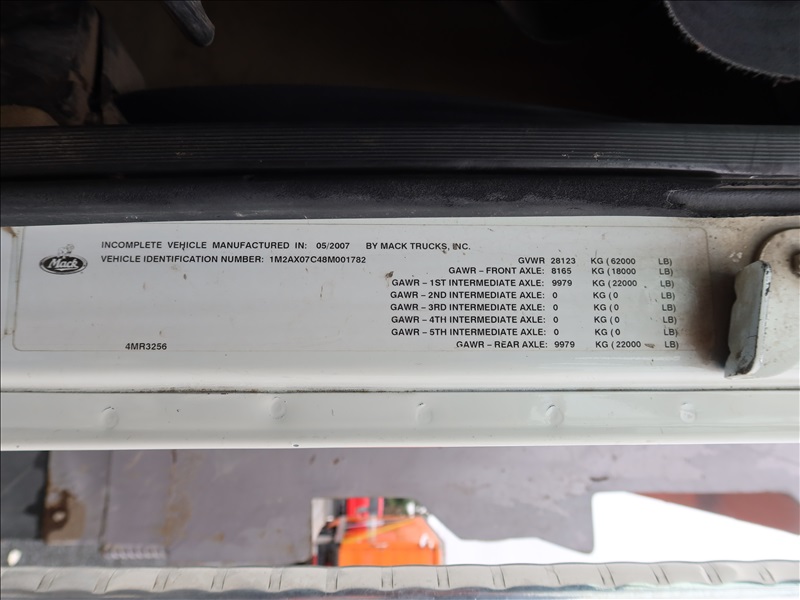 INCOMPLETE VEHICLE MANUFACTURED IN: 05/2007 BY MACK TRUCKS, INC.
Mack
VEHICLE IDENTIFICATION NUMBER: 1M2AX07C48M001782
GVWR 28123 KG ( 62000 LB)
GAWR – FRONT AXLE: 8165 KG ( 18000 LB)
GAWR – 1ST INTERMEDIATE AXLE: 9979 KG ( 22000 LB)
GAWR – 2ND INTERMEDIATE AXLE: 0 KG ( 0 LB)
GAWR – 3RD INTERMEDIATE AXLE: 0 KG ( 0 LB)
GAWR – 4TH INTERMEDIATE AXLE: 0 KG ( 0 LB)
GAWR – 5TH INTERMEDIATE AXLE: 0 KG ( 0 LB)
4MR3256 GAWR – REAR AXLE: 9979 KG ( 22000 LB)